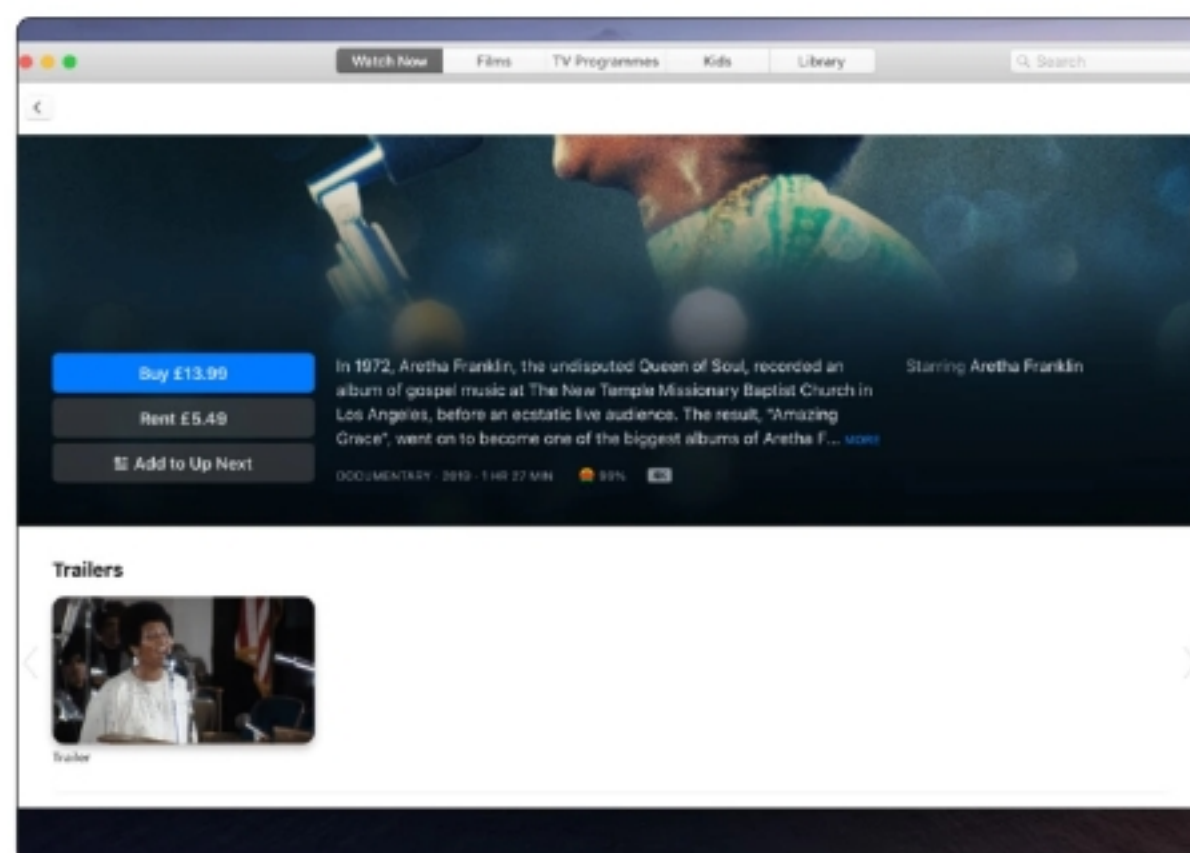 Watch Now Films TV Programmes Kids Library Search
Buy £13.99
Rent £5.49
Add to Up Next
In 1972, Aretha Franklin, the undisputed Queen of Soul, recorded an
album of gospel music at The New Temple Missionary Baptist Church in
Los Angeles, before an ecstatic live audience. The result, "Amazing
Grace", went on to become one of the biggest albums of Aretha F... MORE
DOCUMENTARY · 2019 · 1 HR 27 MIN 99% 4K
Starring Aretha Franklin
Trailers
Trailer